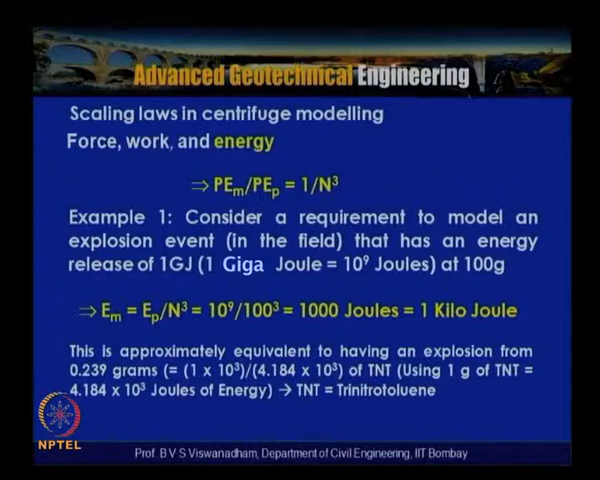 Advanced Geotechnical Engineering
Scaling laws in centrifuge modelling
Force, work, and energy
⇒ PEₘ/PEₚ = 1/N³
Example 1: Consider a requirement to model an
explosion event (in the field) that has an energy
release of 1GJ (1 Giga Joule = 10⁹ Joules) at 100g
⇒ Eₘ = Eₚ/N³ = 10⁹/100³ = 1000 Joules = 1 Kilo Joule
This is approximately equivalent to having an explosion from
0.239 grams (= (1 x 10³)/(4.184 x 10³) of TNT (Using 1 g of TNT =
4.184 x 10³ Joules of Energy) → TNT = Trinitrotoluene
NPTEL
Prof. B V S Viswanadham, Department of Civil Engineering, IIT Bombay